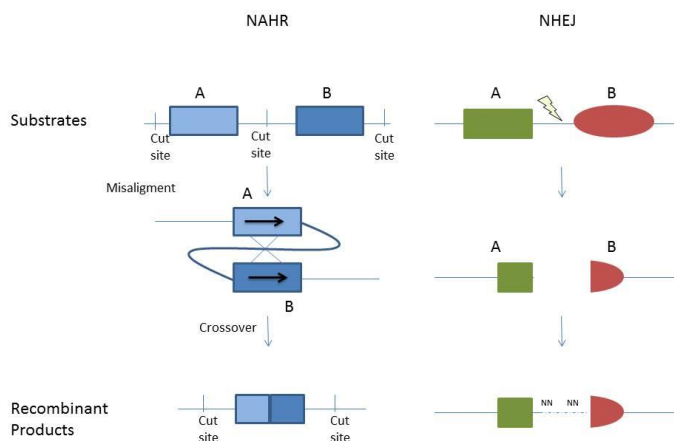 NAHR
NHEJ
A
B
A
B
Substrates
Cut
site
Cut
site
Cut
site
Misaligment
A
A
B
B
Crossover
NN
NN
Recombinant
Products
Cut
site
Cut
site